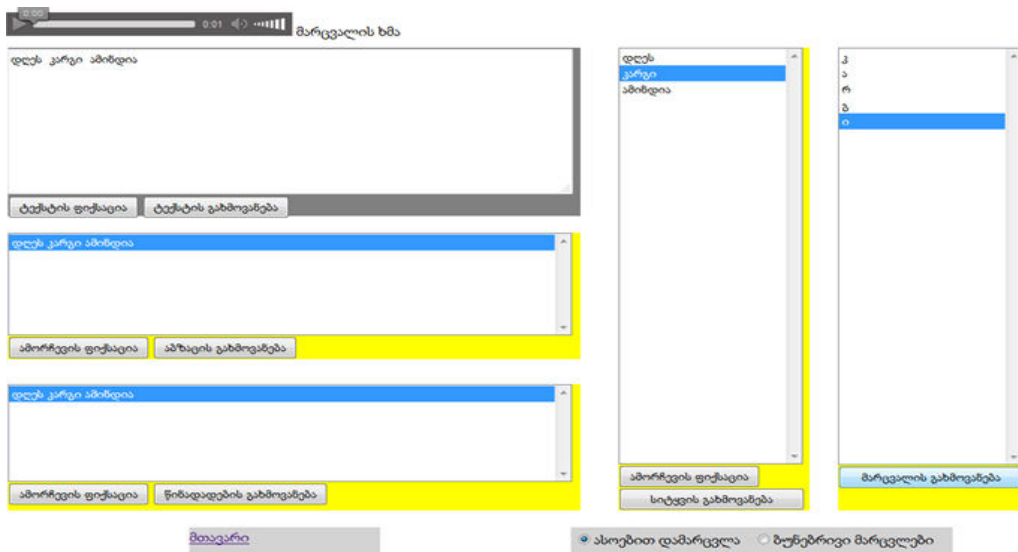 0:00
0:01
მარცვალის ხმა
დღეს კარგი ამინდია
ტექსტის ფიქსაცია
ტექსტის გახმოვანება
დღეს კარგი ამინდია
ამორჩევის ფიქსაცია
აბზაცის გახმოვანება
დღეს კარგი ამინდია
ამორჩევის ფიქსაცია
წინადადების გახმოვანება
დღეს
კარგი
ამინდია
ამორჩევის ფიქსაცია
სიტყვის გახმოვანება
კ
ა
რ
გ
ი
მარცვალის გახმოვანება
მთავარი
ასოებით დამარცვლა
ბუნებრივი მარცვლები